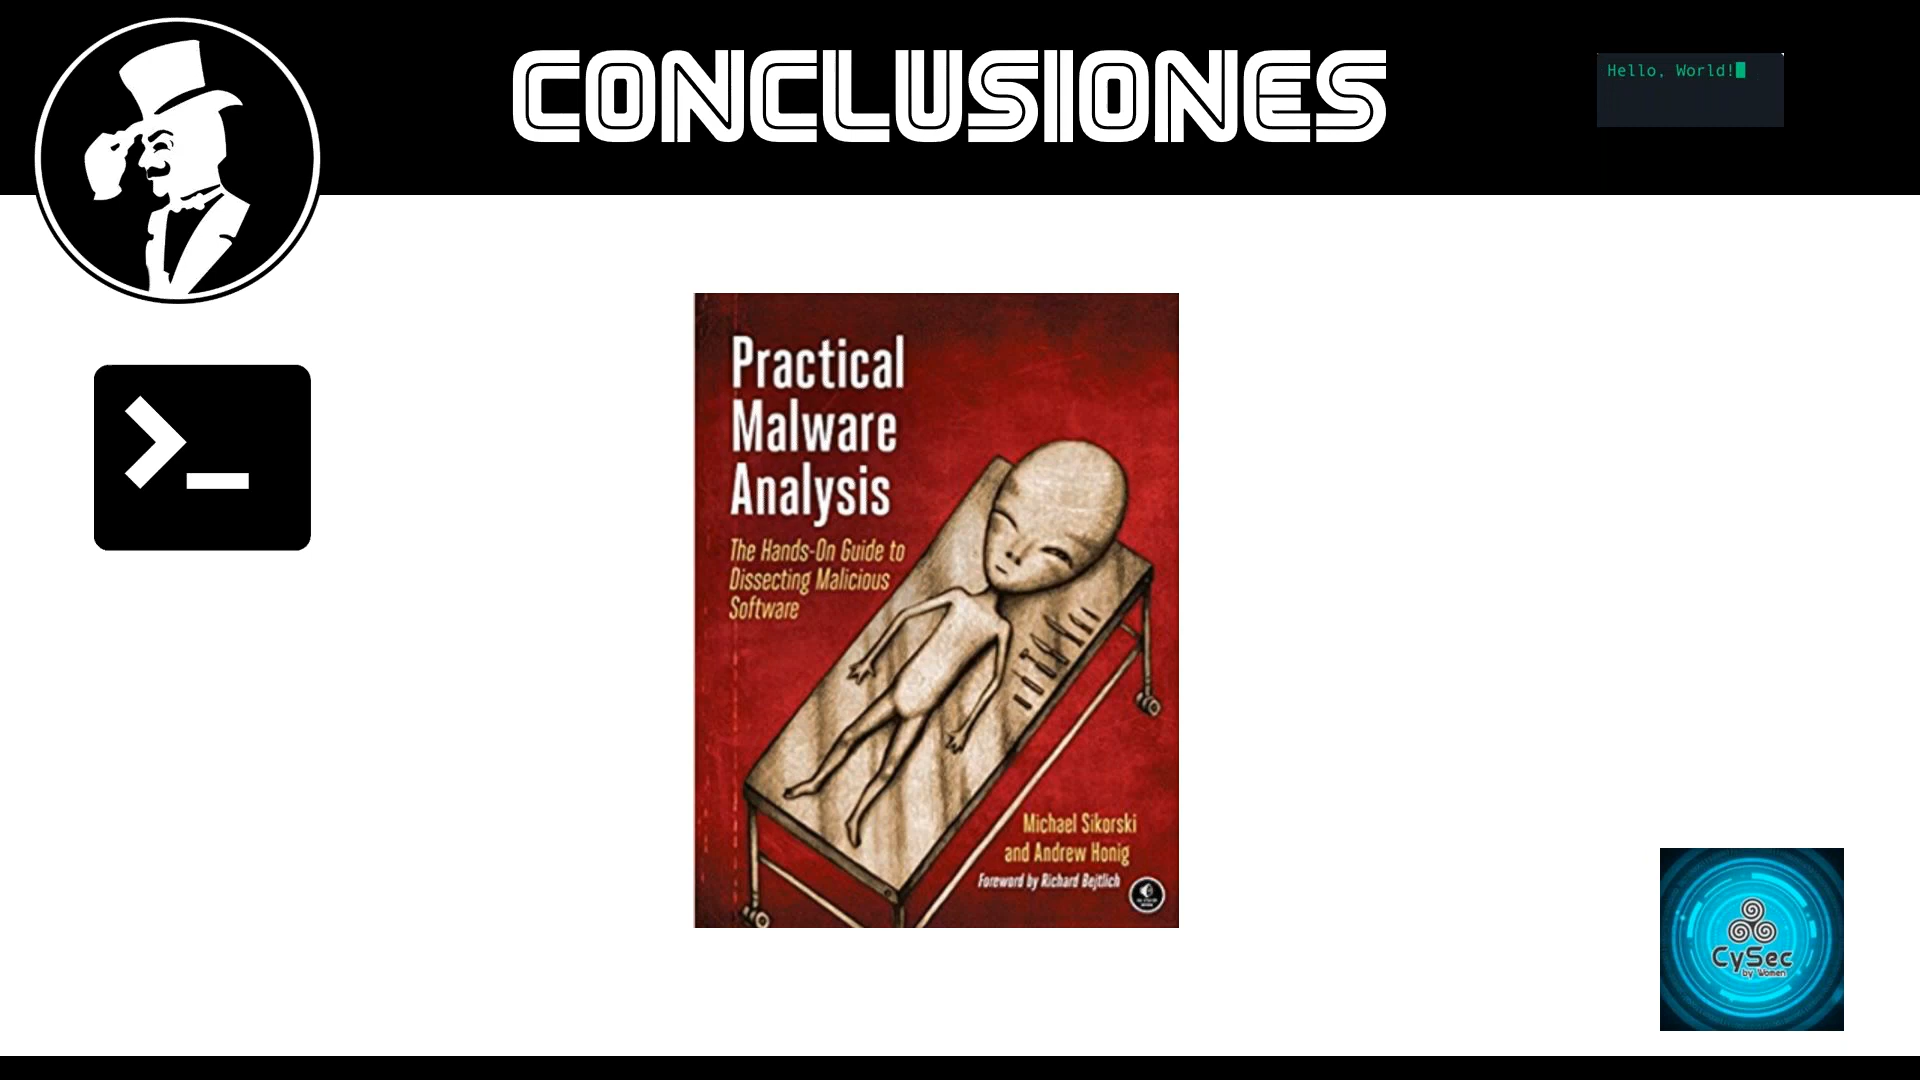 CONCLUSIONES
Hello, World!
>_
Practical
Malware
Analysis
The Hands-On Guide to
Dissecting Malicious
Software
Michael Sikorski
and Andrew Honig
Foreword by Richard Bejtlich
CySec
by Women